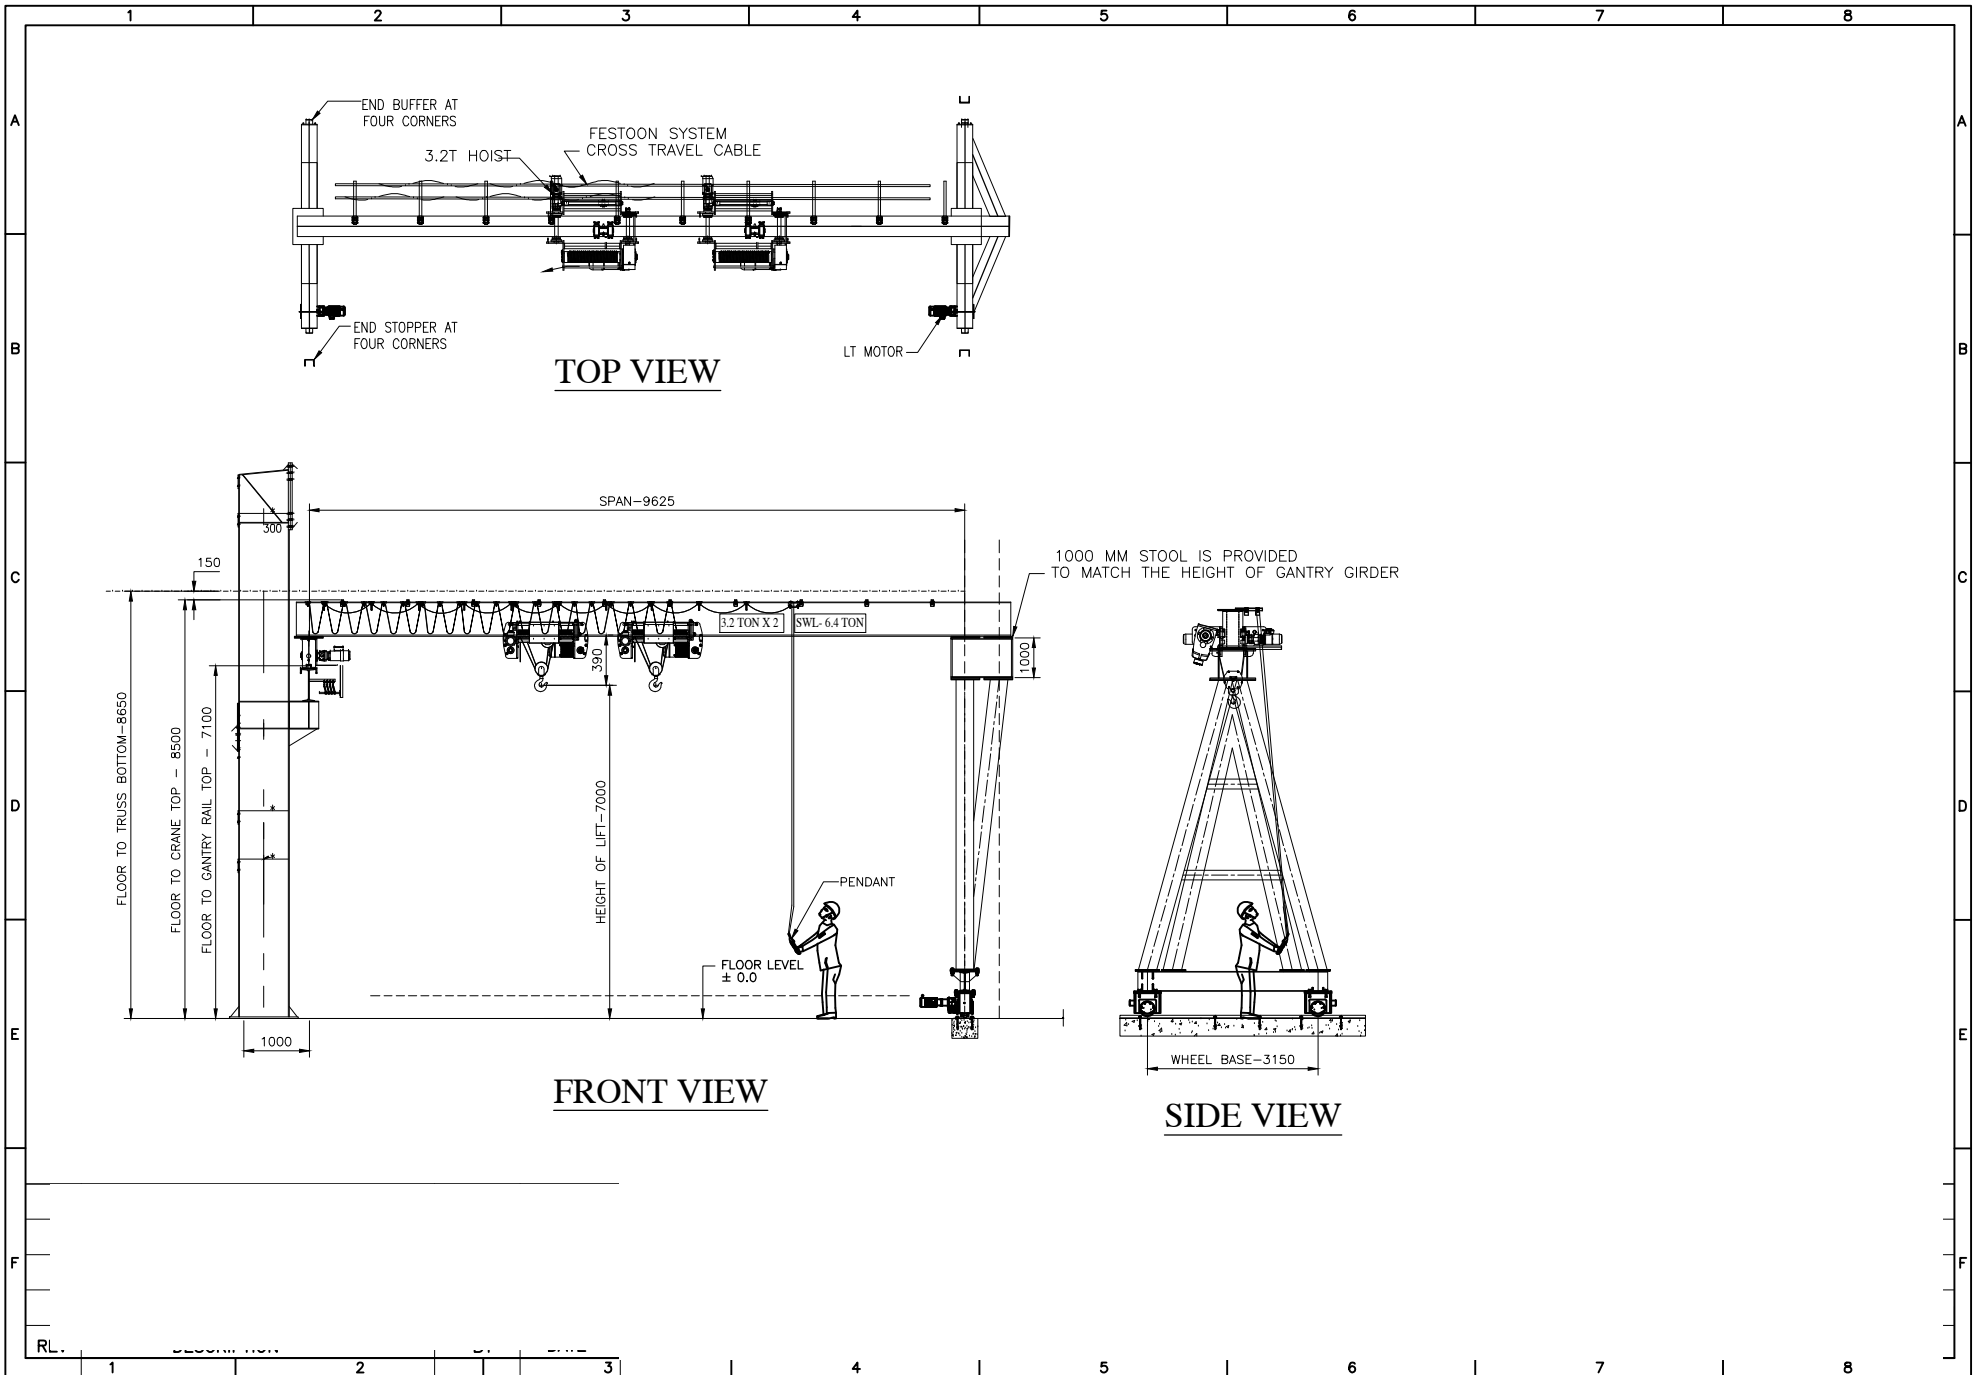 1 2 3 4 5 6 7 8
A A
END BUFFER AT
FOUR CORNERS
FESTOON SYSTEM
CROSS TRAVEL CABLE
3.2T HOIST
END STOPPER AT
FOUR CORNERS
LT MOTOR
B B
TOP VIEW
SPAN-9625
300
150
1000 MM STOOL IS PROVIDED
TO MATCH THE HEIGHT OF GANTRY GIRDER
C C
3.2 TON X 2
SWL- 6.4 TON
390
1000
FLOOR TO TRUSS BOTTOM-8650
FLOOR TO CRANE TOP - 8500
FLOOR TO GANTRY RAIL TOP - 7100
HEIGHT OF LIFT-7000
D D
PENDANT
FLOOR LEVEL
± 0.0
E E
1000
WHEEL BASE-3150
FRONT VIEW
SIDE VIEW
F F
1 2 3 4 5 6 7 8